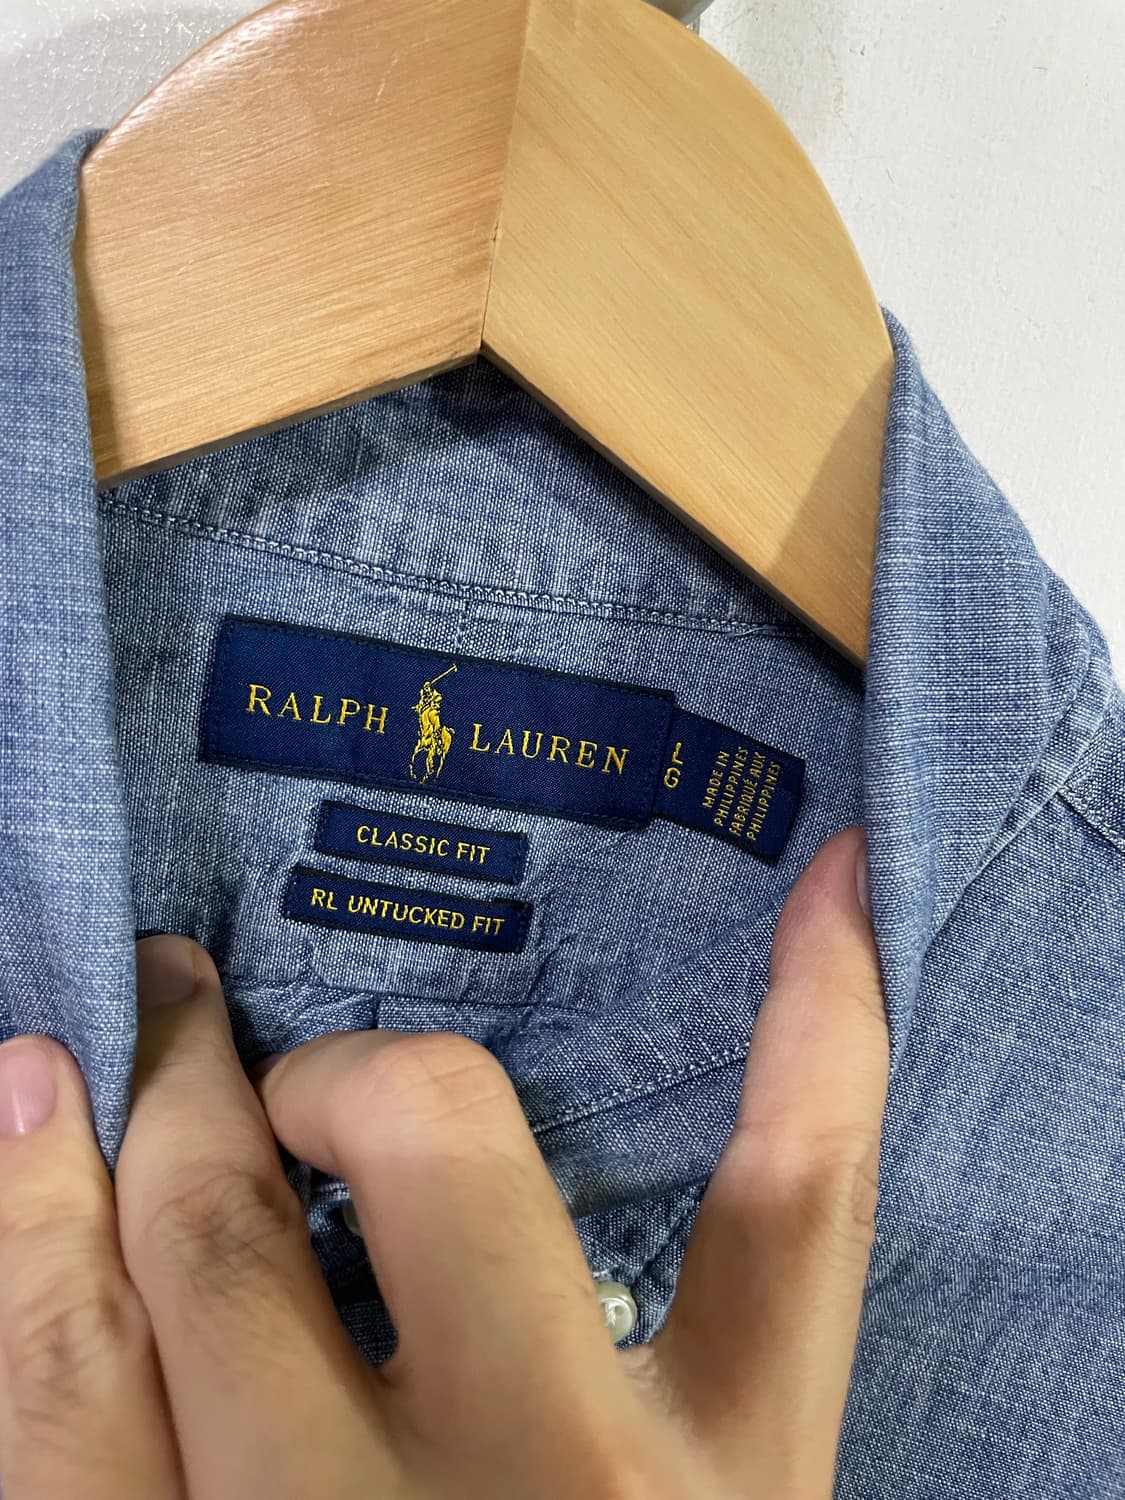 RALPH LAUREN
L
G
MADE IN
PHILIPPINES
FABRIQUÉ AUX
PHILIPPINES
CLASSIC FIT
RL UNTUCKED FIT